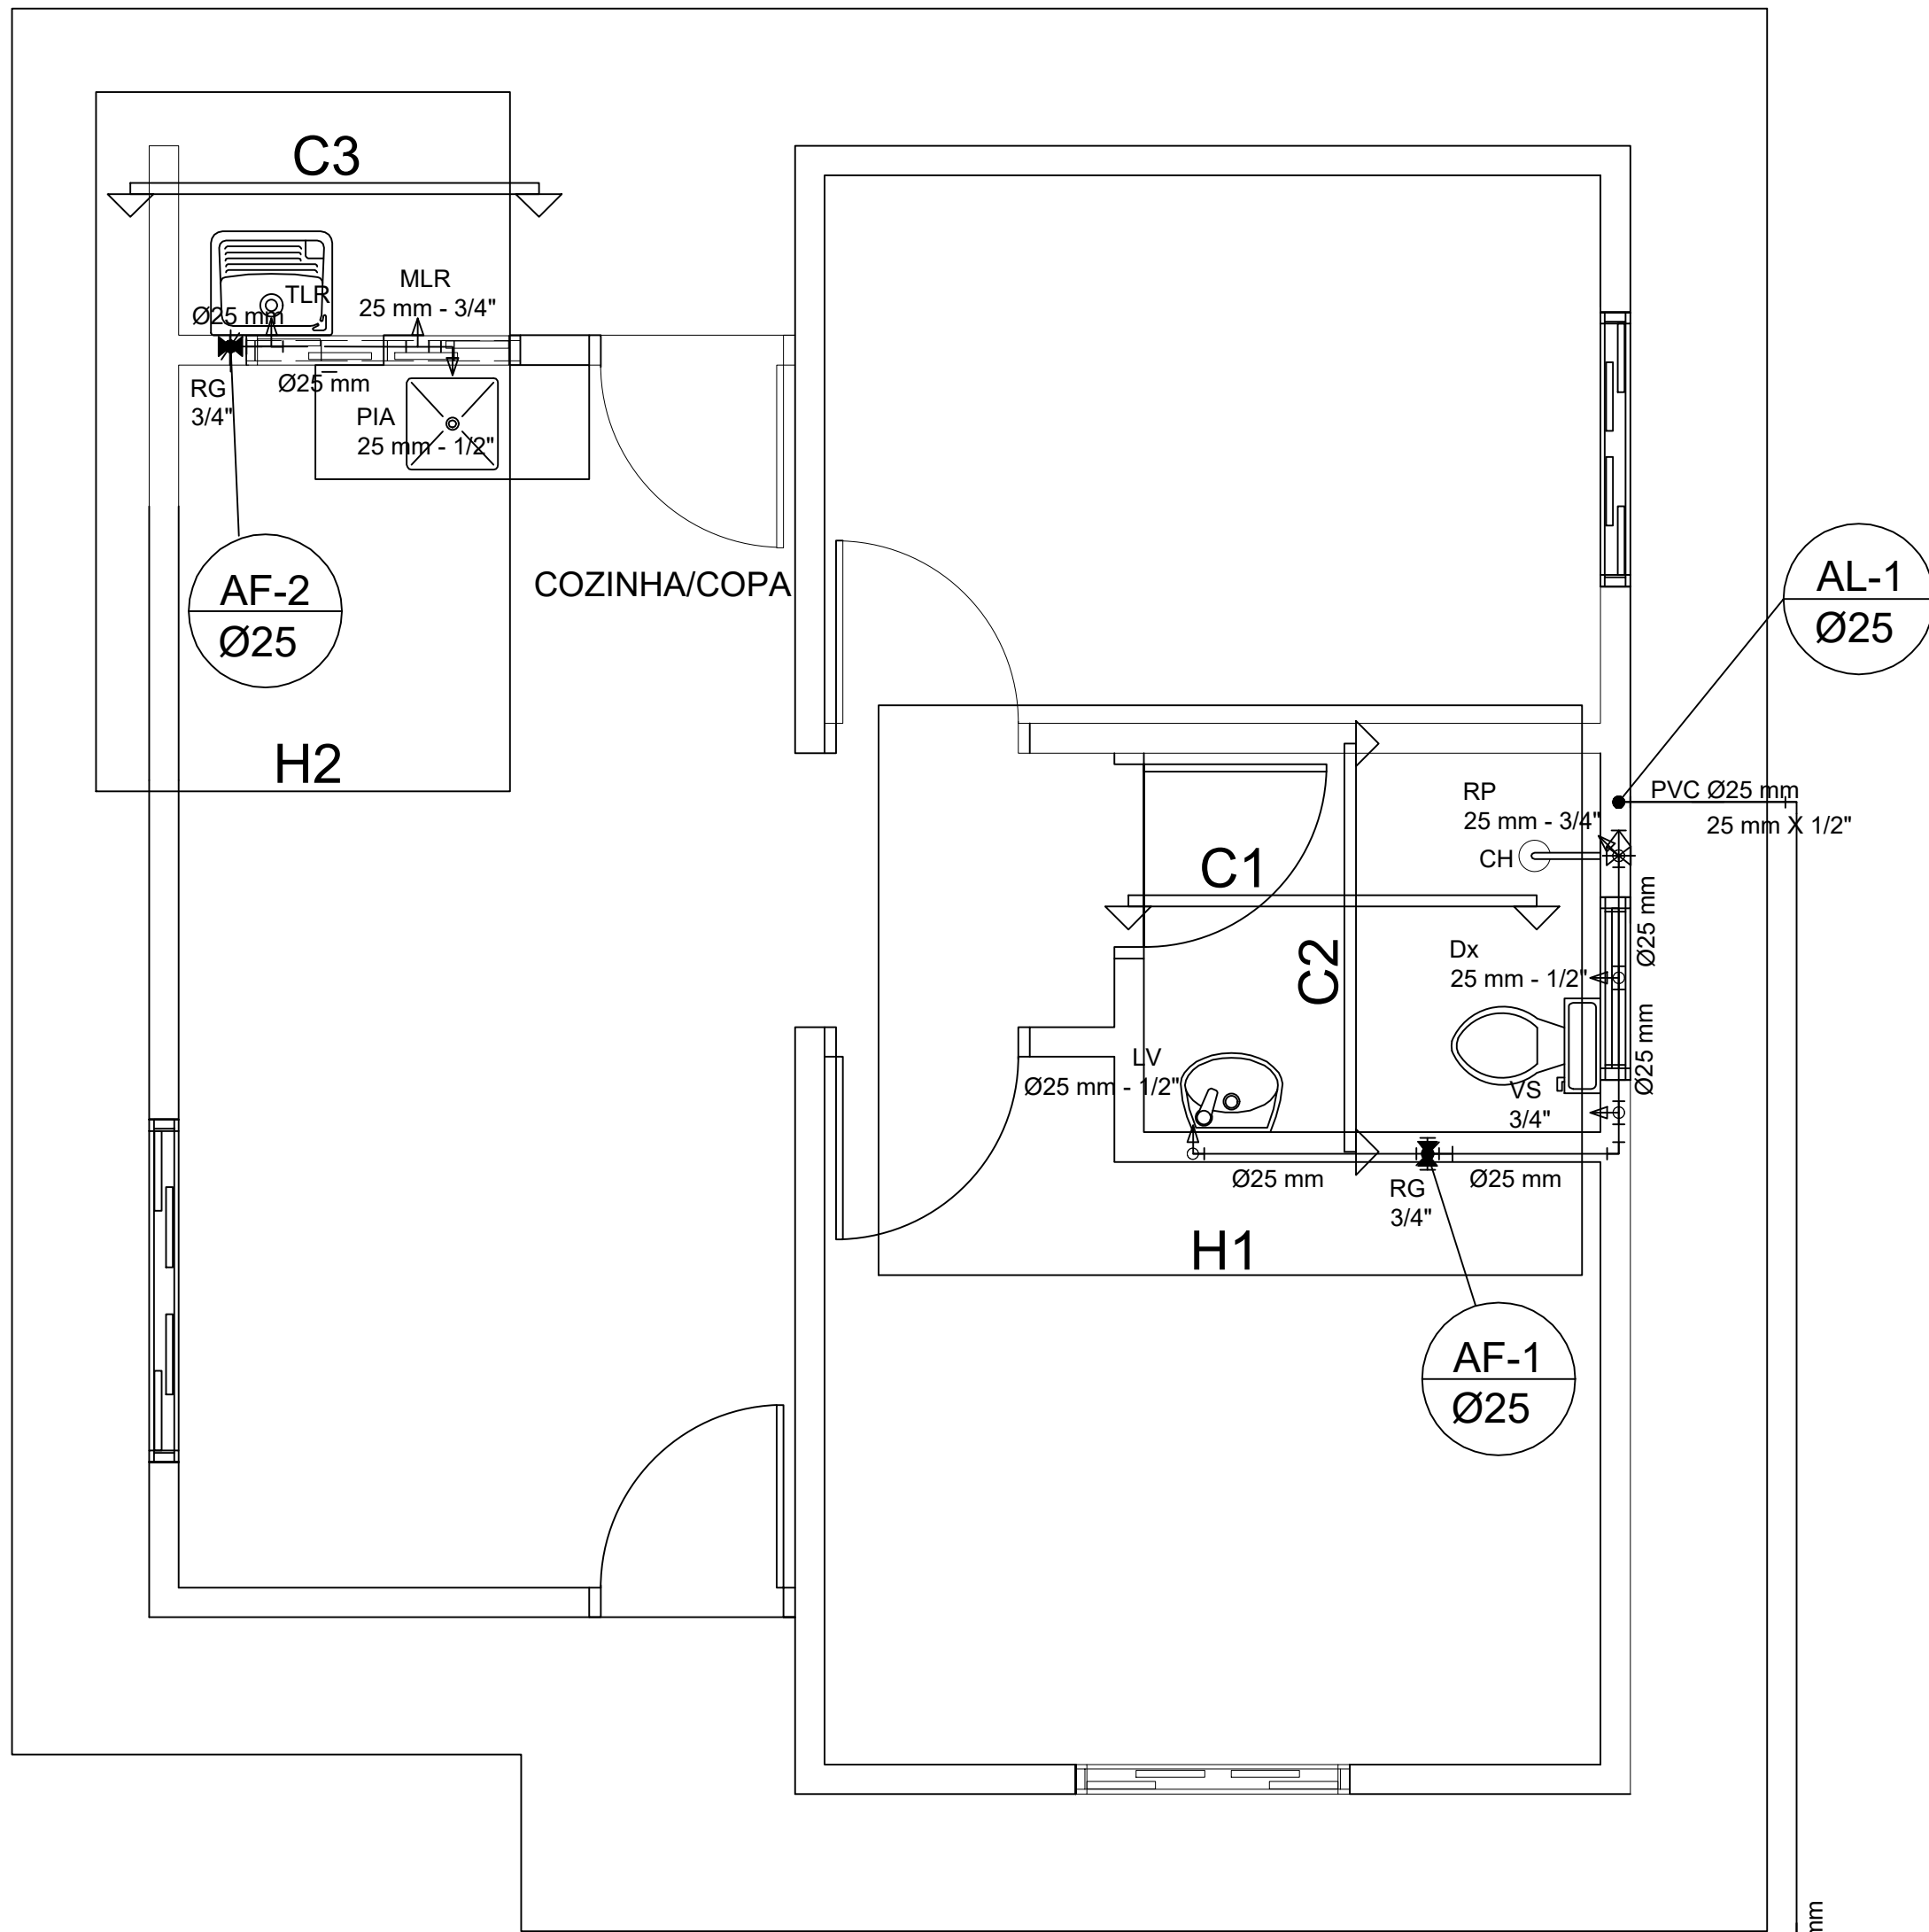 C3
MLR
25 mm - 3/4"
TLR
Ø25 mm
RG
3/4"
Ø25 mm
PIA
25 mm - 1/2"
AF-2
Ø25
COZINHA/COPA
H2
AL-1
Ø25
RP
25 mm - 3/4"
PVC Ø25 mm
25 mm X 1/2"
CH
C1
Ø25 mm
C2
Dx
25 mm - 1/2"
Ø25 mm
LV
Ø25 mm - 1/2"
VS
3/4"
Ø25 mm
RG
3/4"
Ø25 mm
H1
AF-1
Ø25
mm